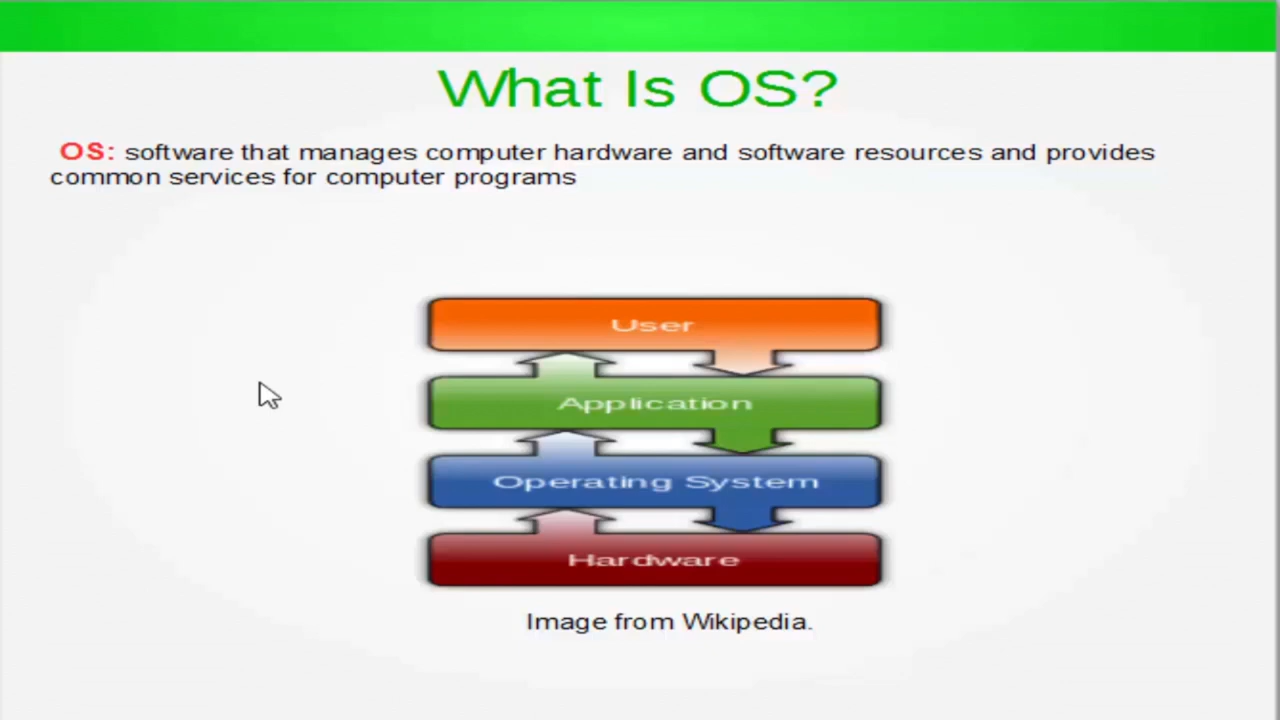 What Is OS?
OS: software that manages computer hardware and software resources and provides
common services for computer programs
User
Application
Operating System
Hardware
Image from Wikipedia.